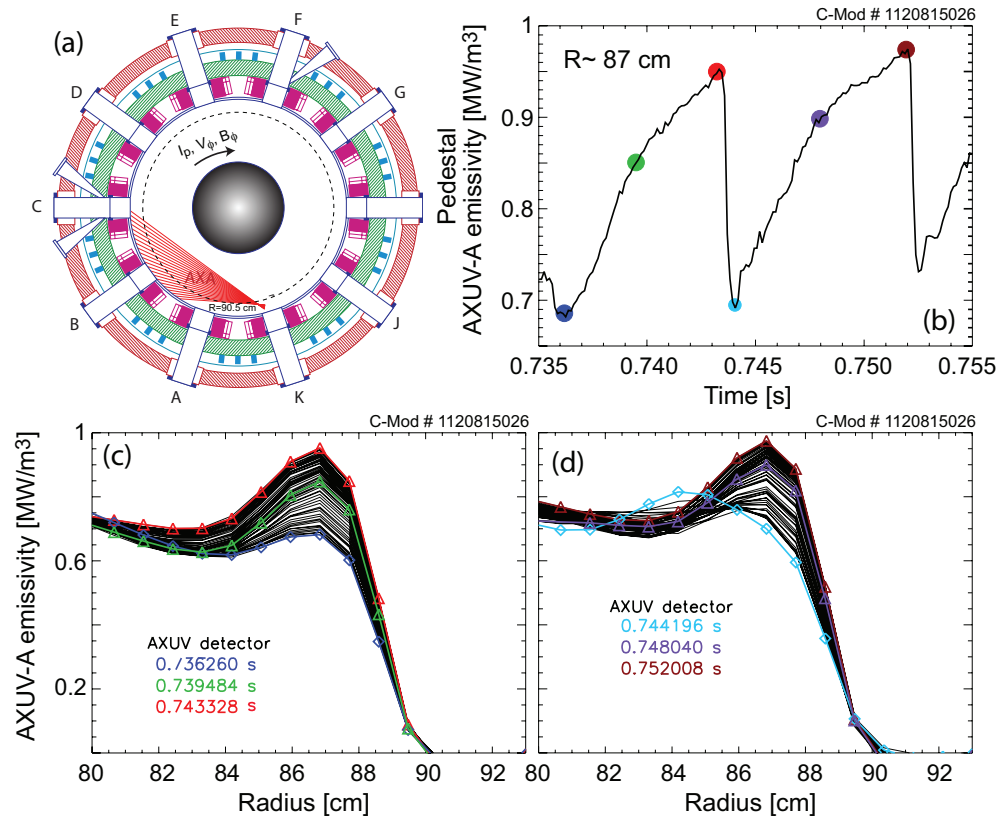 (a)
E
F
D
G
C
B
J
A
K
Ip, Vφ, Bφ
AXA
R=90.5 cm
C-Mod # 1120815026
R~ 87 cm
(b)
Pedestal
AXUV-A emissivity [MW/m3]
1
0.9
0.8
0.7
0.735
0.740
0.745
0.750
0.755
Time [s]
C-Mod # 1120815026
(c)
AXUV-A emissivity [MW/m3]
1
0.6
0.2
AXUV detector
0.736260 s
0.739484 s
0.743328 s
80
82
84
86
88
90
92
Radius [cm]
C-Mod # 1120815026
(d)
AXUV detector
0.744196 s
0.748040 s
0.752008 s
80
82
84
86
88
90
92
Radius [cm]